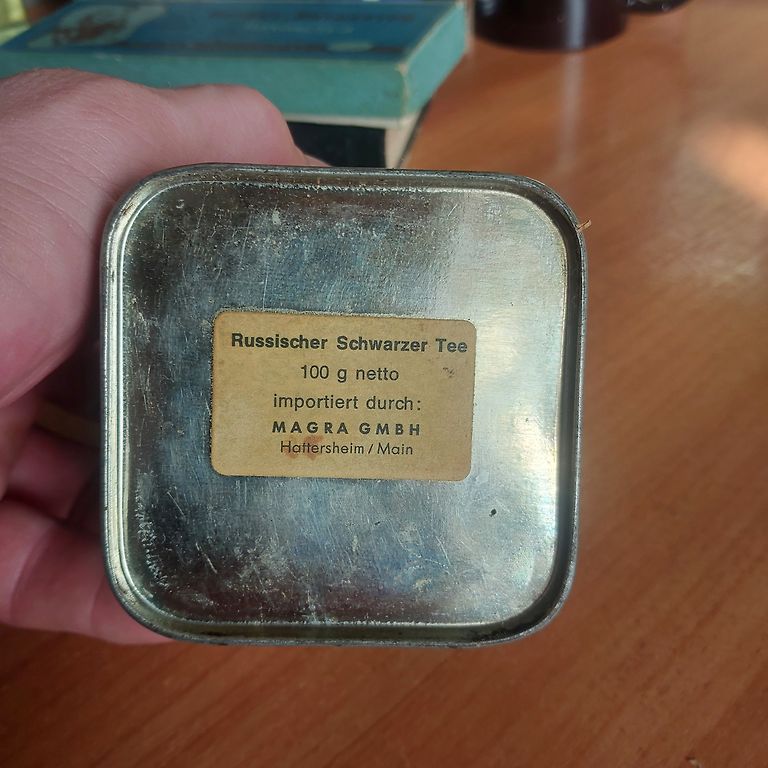 Russischer Schwarzer Tee
100 g netto
importiert durch:
MAGRA GMBH
Hattersheim / Main